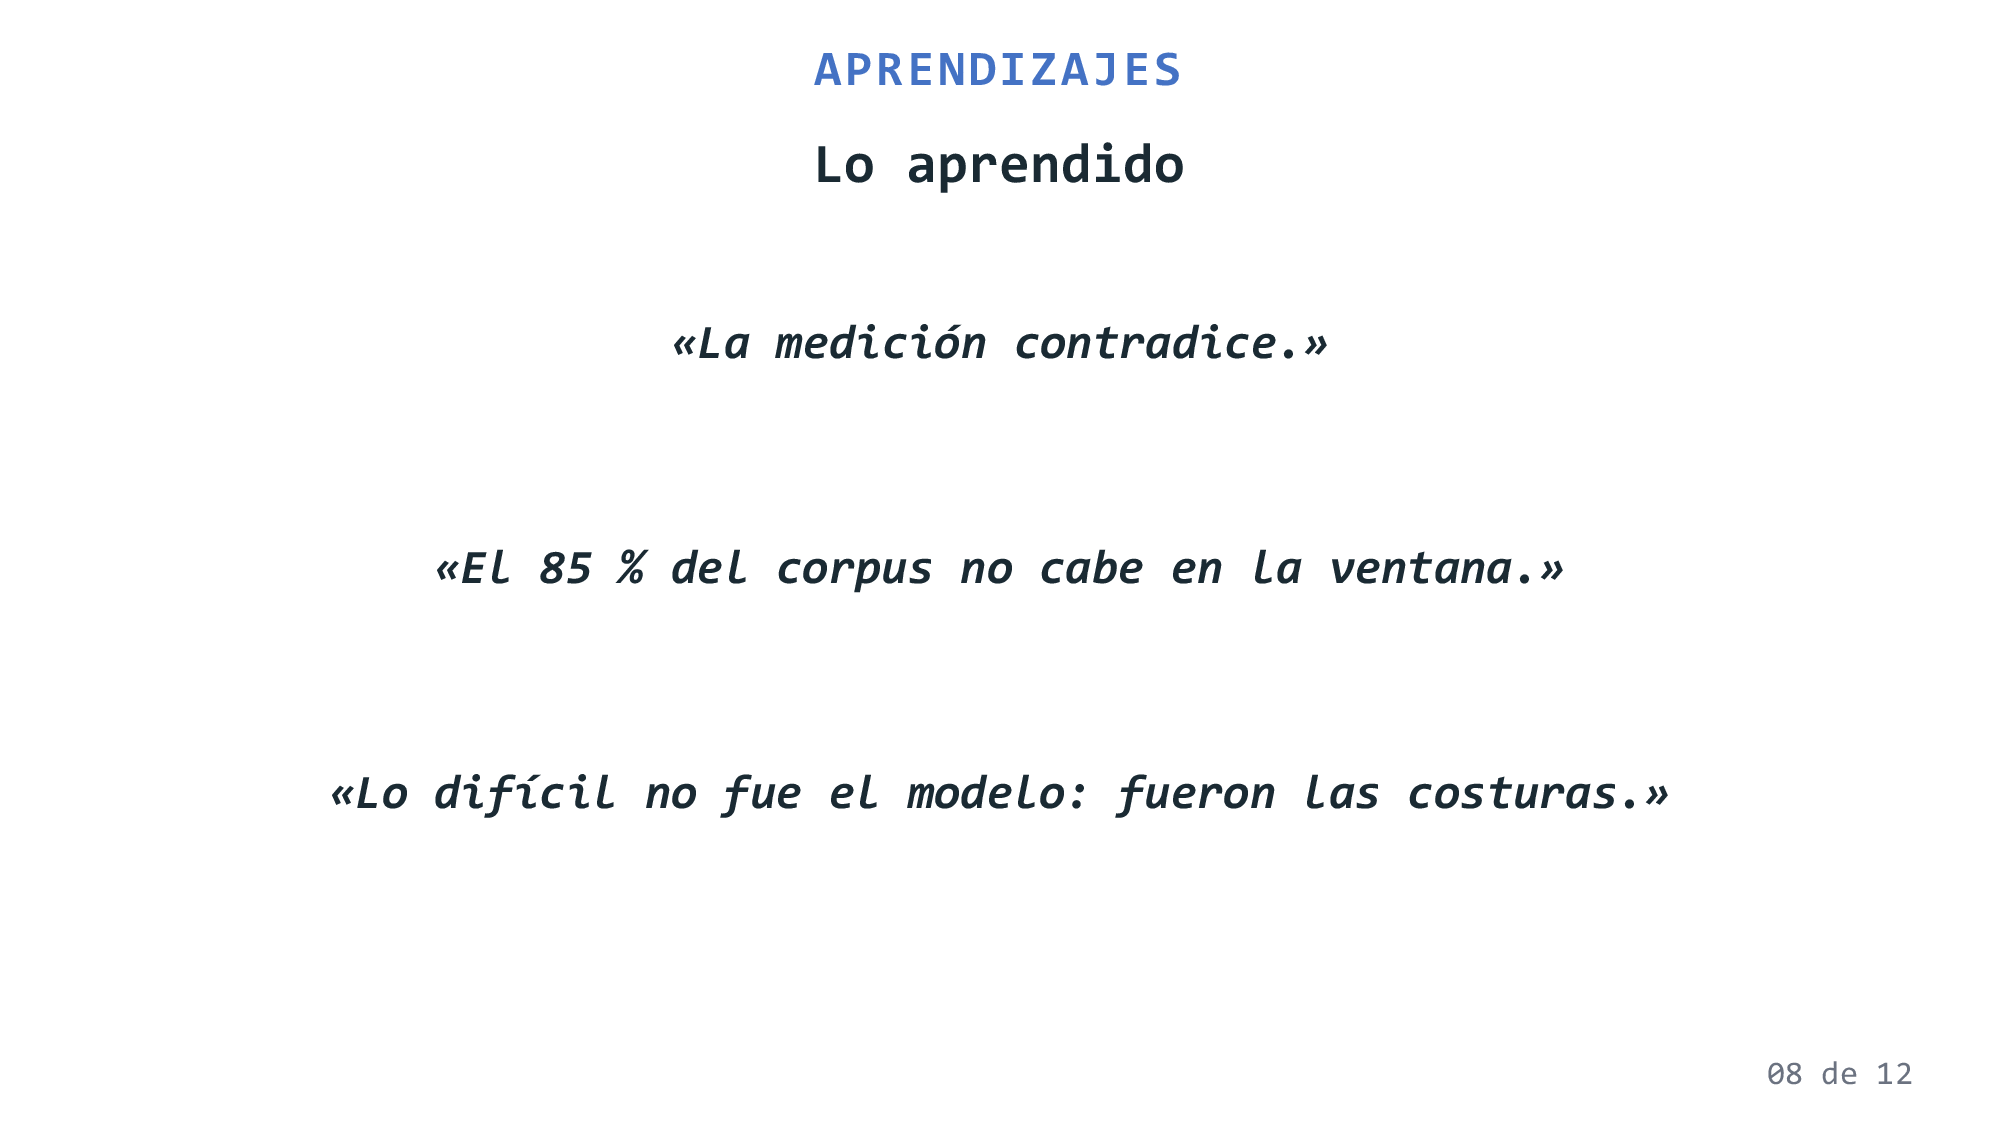 APRENDIZAJES
Lo aprendido
«La medición contradice.»
«El 85 % del corpus no cabe en la ventana.»
«Lo difícil no fue el modelo: fueron las costuras.»
08 de 12